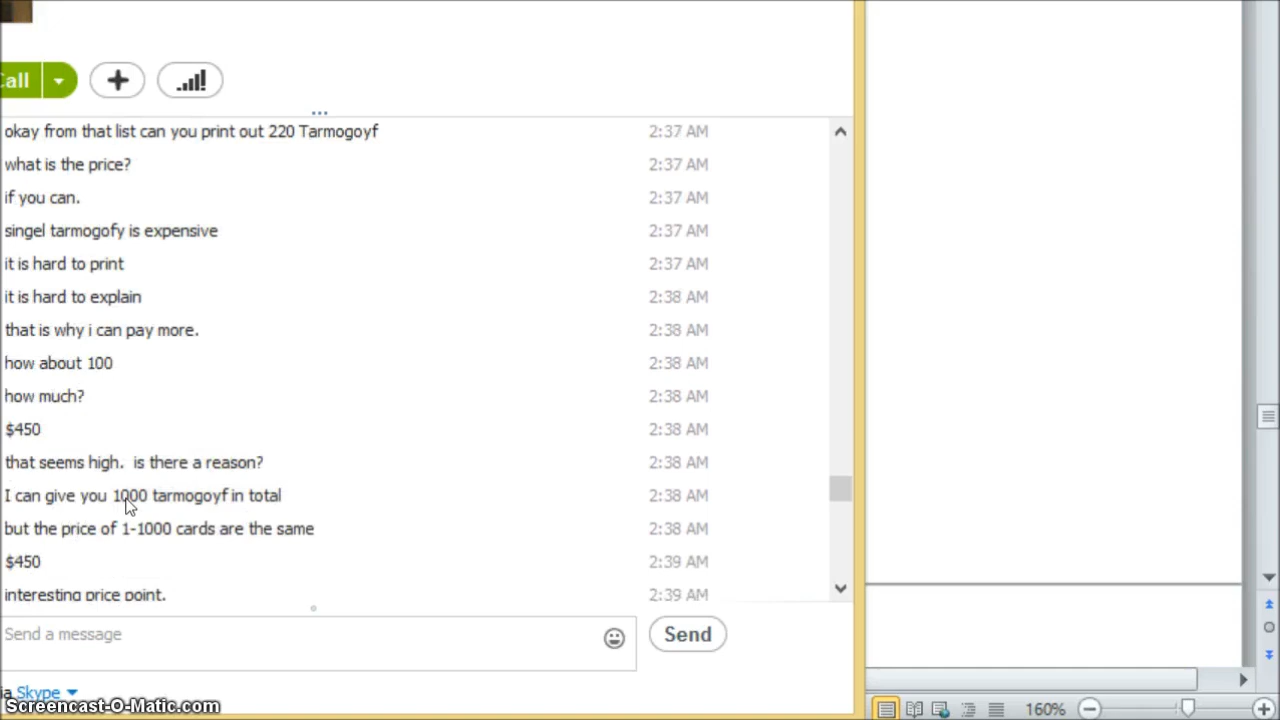 Call
okay from that list can you print out 220 Tarmogoyf 2:37 AM
what is the price? 2:37 AM
if you can. 2:37 AM
singel tarmogofy is expensive 2:37 AM
it is hard to print 2:37 AM
it is hard to explain 2:38 AM
that is why i can pay more. 2:38 AM
how about 100 2:38 AM
how much? 2:38 AM
$450 2:38 AM
that seems high. is there a reason? 2:38 AM
I can give you 1000 tarmogoyf in total 2:38 AM
but the price of 1-1000 cards are the same 2:38 AM
$450 2:39 AM
interesting price point. 2:39 AM
Send a message
Send
ia Skype
Screencast-O-Matic.com
160%